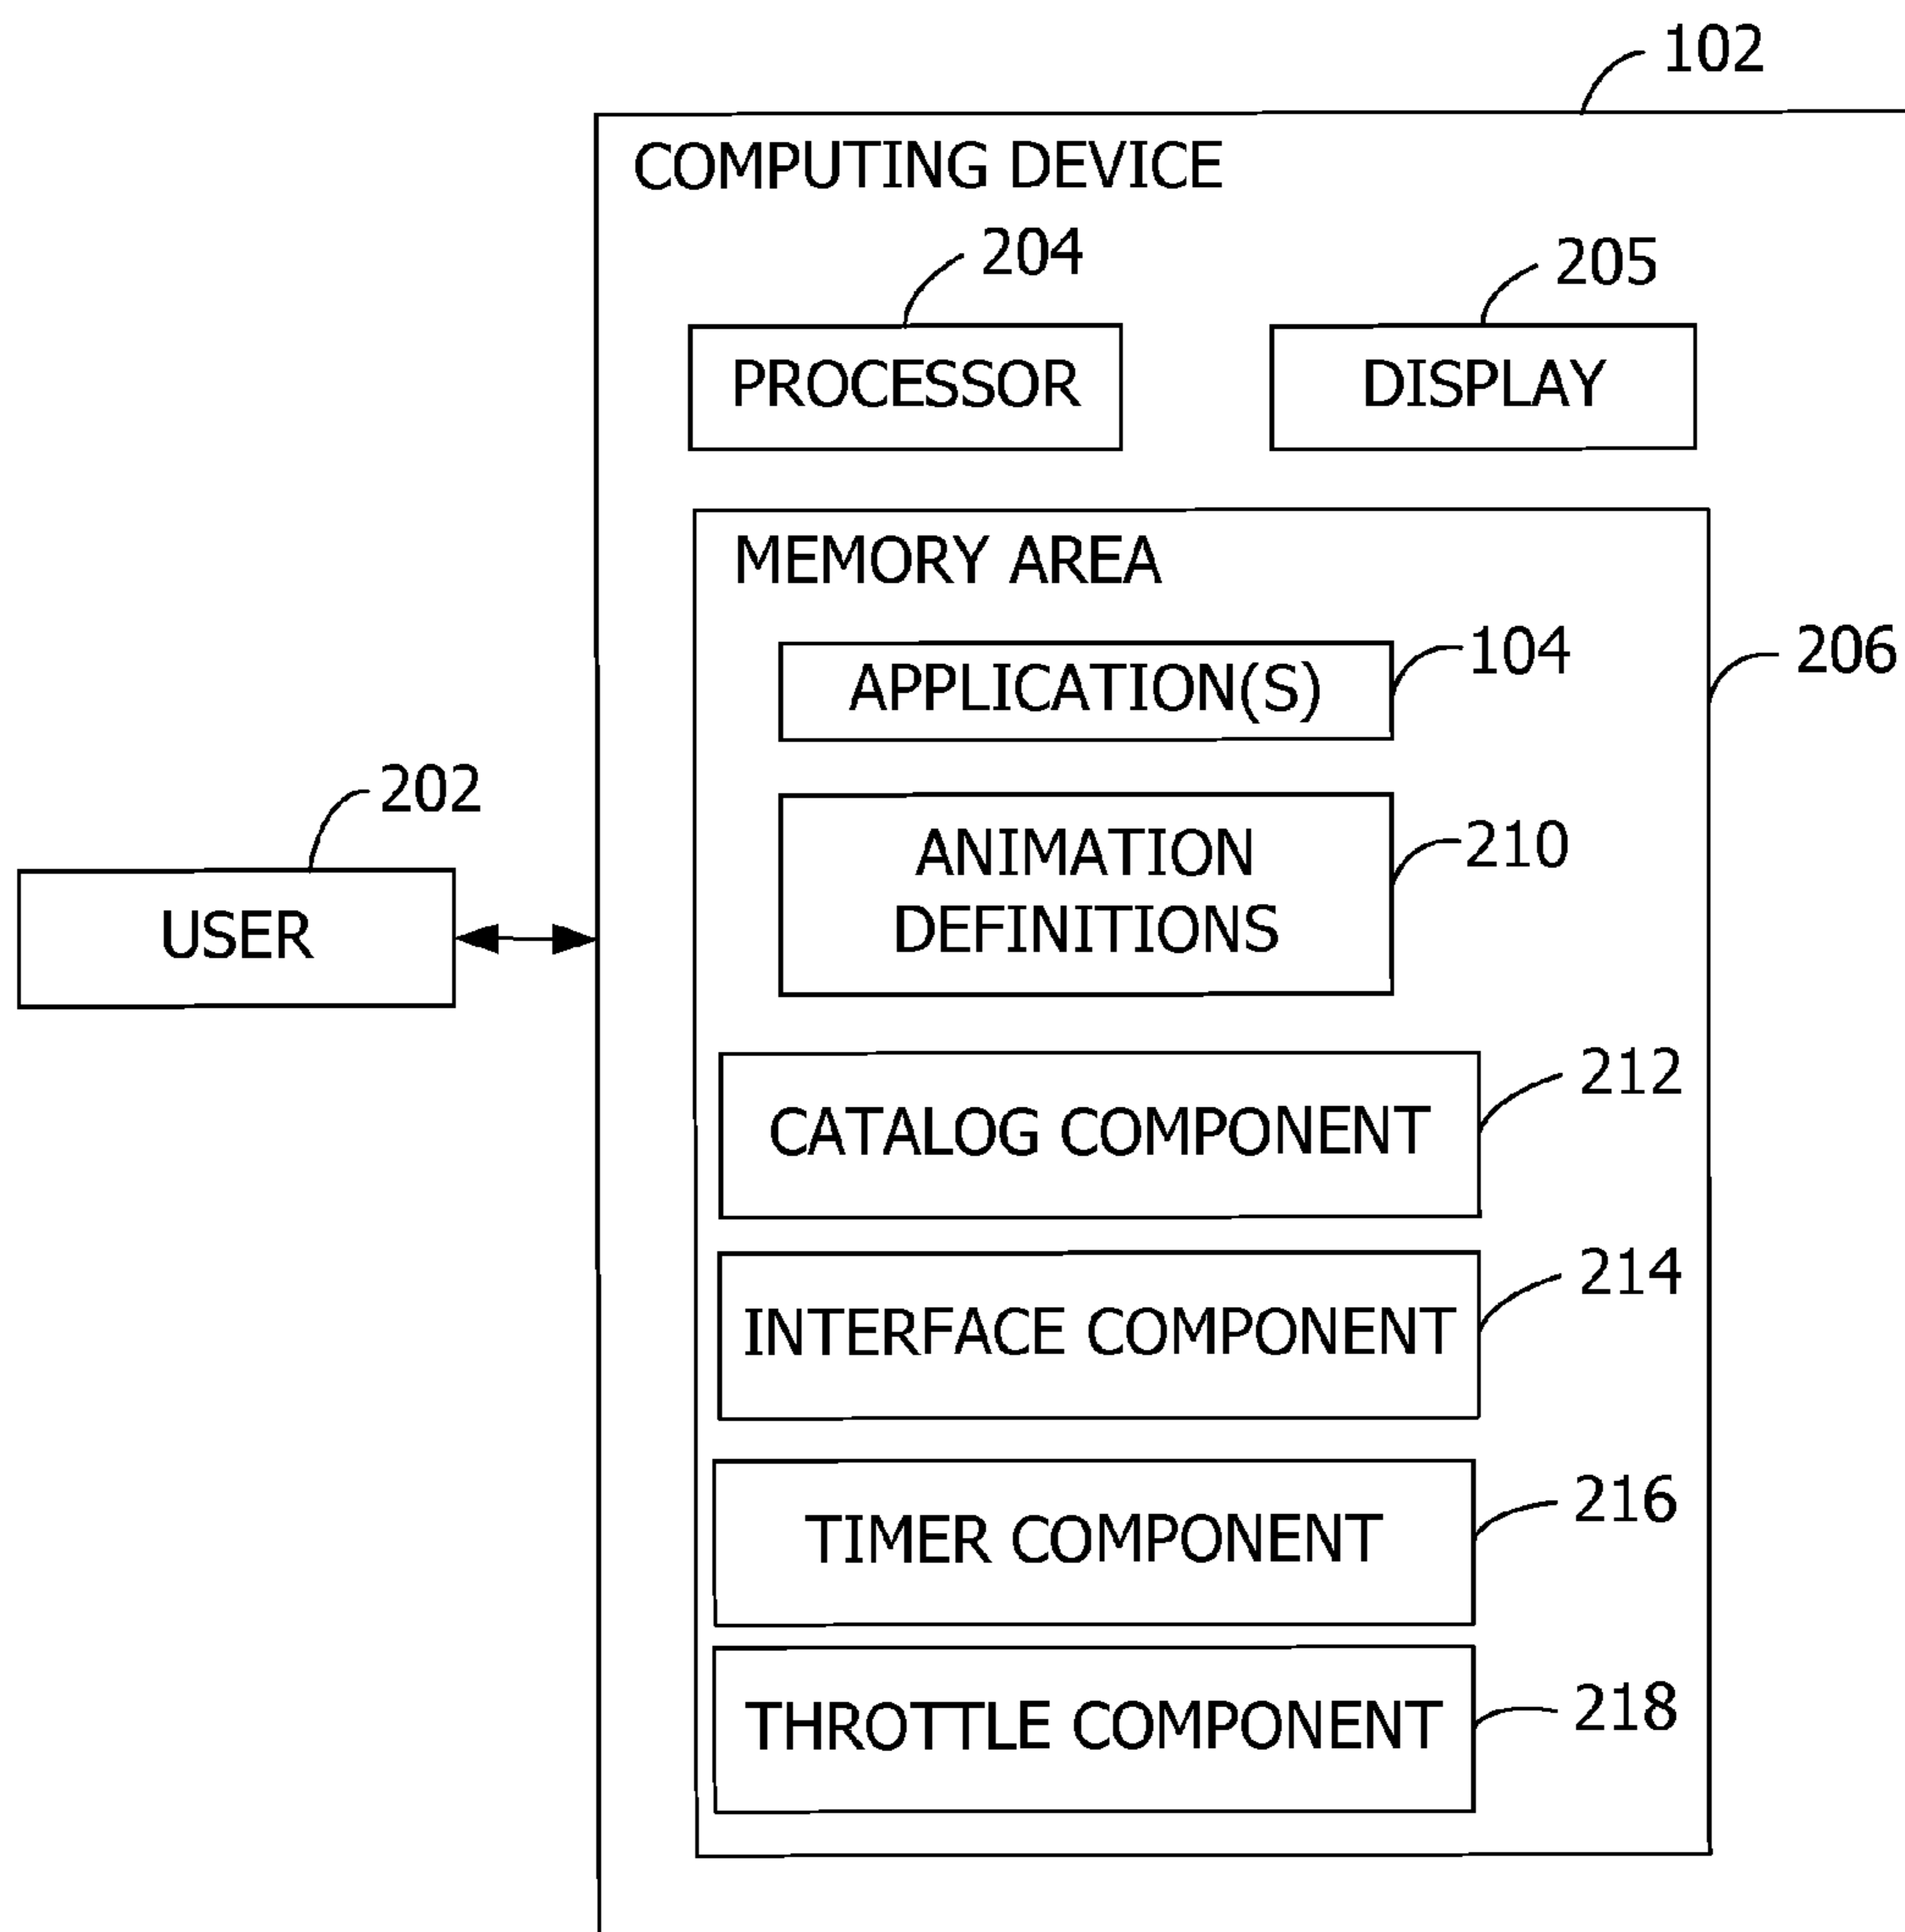 102
COMPUTING DEVICE
204
205
PROCESSOR
DISPLAY
MEMORY AREA
104
206
APPLICATION(S)
202
210
ANIMATION
DEFINITIONS
USER
212
CATALOG COMPONENT
214
INTERFACE COMPONENT
216
TIMER COMPONENT
218
THROTTLE COMPONENT